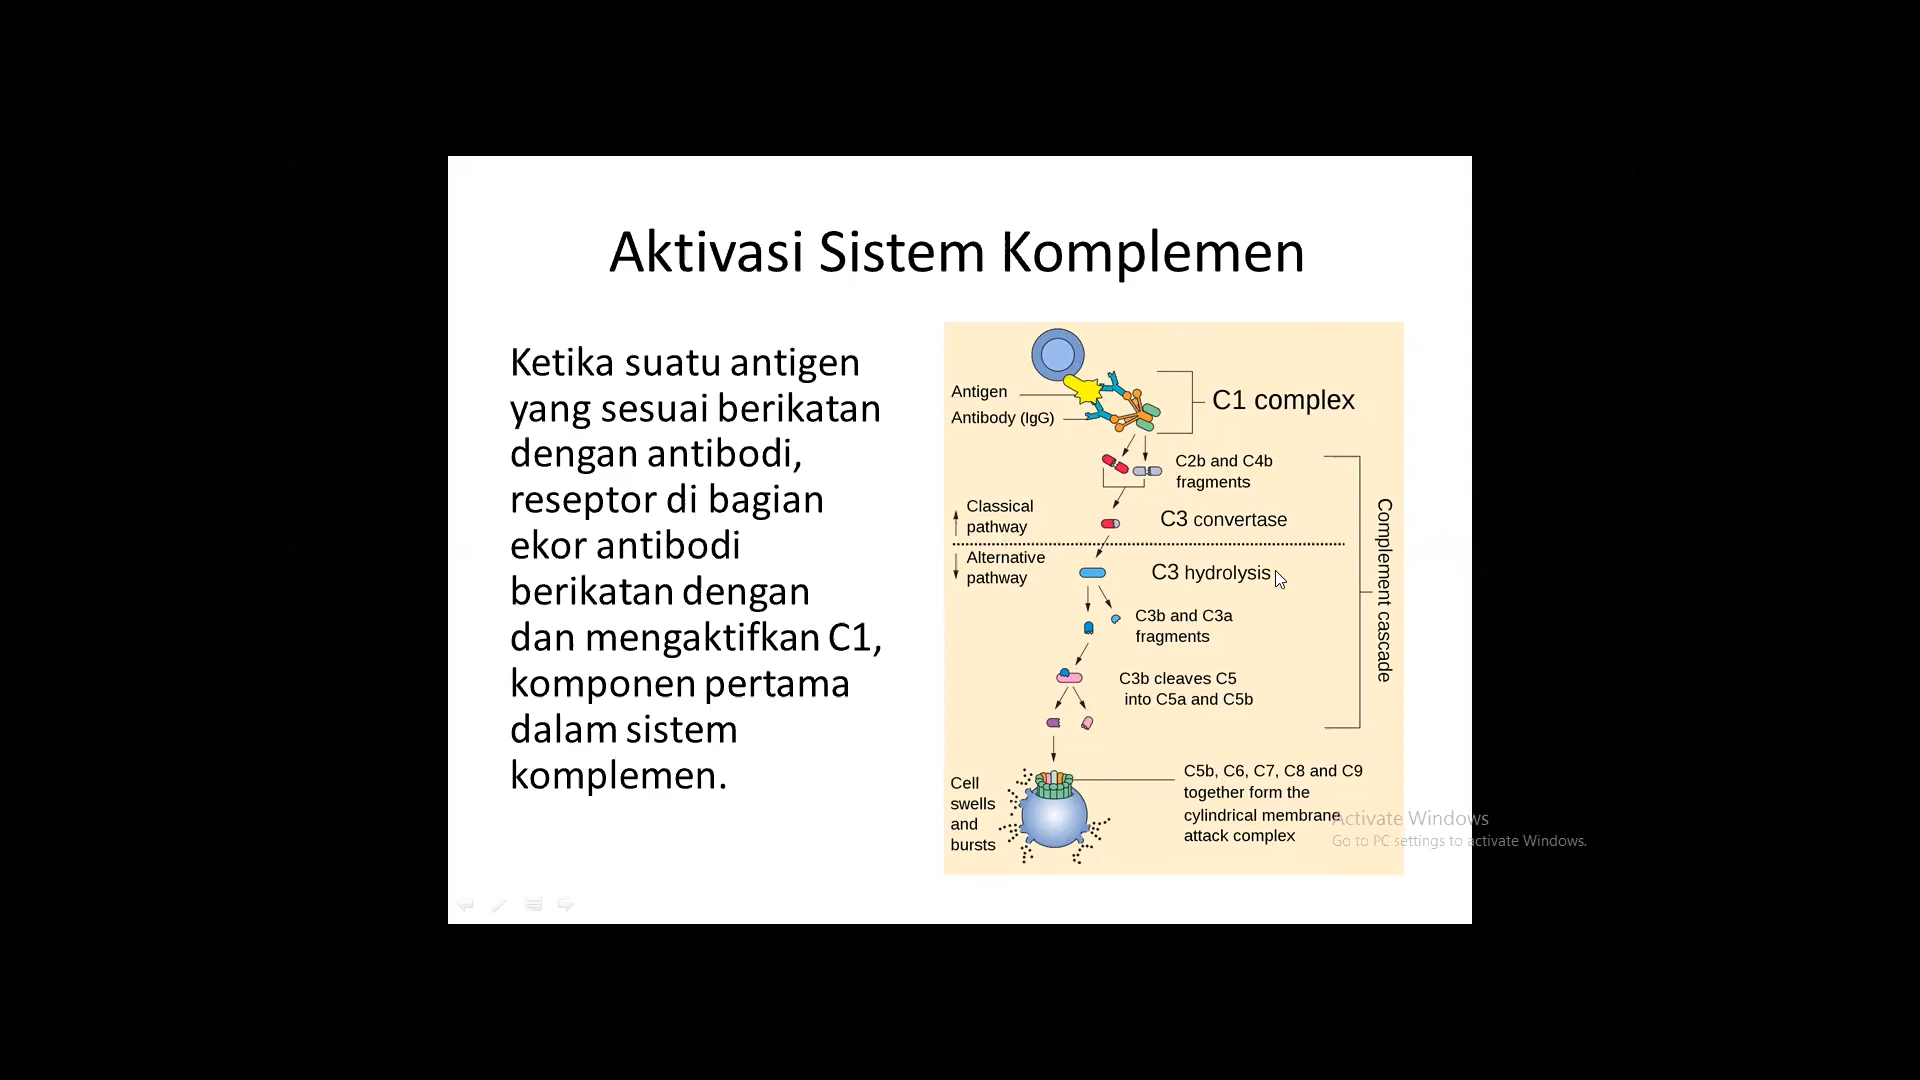 Aktivasi Sistem Komplemen
Ketika suatu antigen
yang sesuai berikatan
dengan antibodi,
reseptor di bagian
ekor antibodi
berikatan dengan
dan mengaktifkan C1,
komponen pertama
dalam sistem
komplemen.
Antigen
Antibody (IgG)
C1 complex
C2b and C4b
fragments
Classical
pathway
C3 convertase
Alternative
pathway
C3 hydrolysis
C3b and C3a
fragments
C3b cleaves C5
into C5a and C5b
Complement cascade
Cell
swells
and
bursts
C5b, C6, C7, C8 and C9
together form the
cylindrical membrane
attack complex
Activate Windows
Go to PC settings to activate Windows.